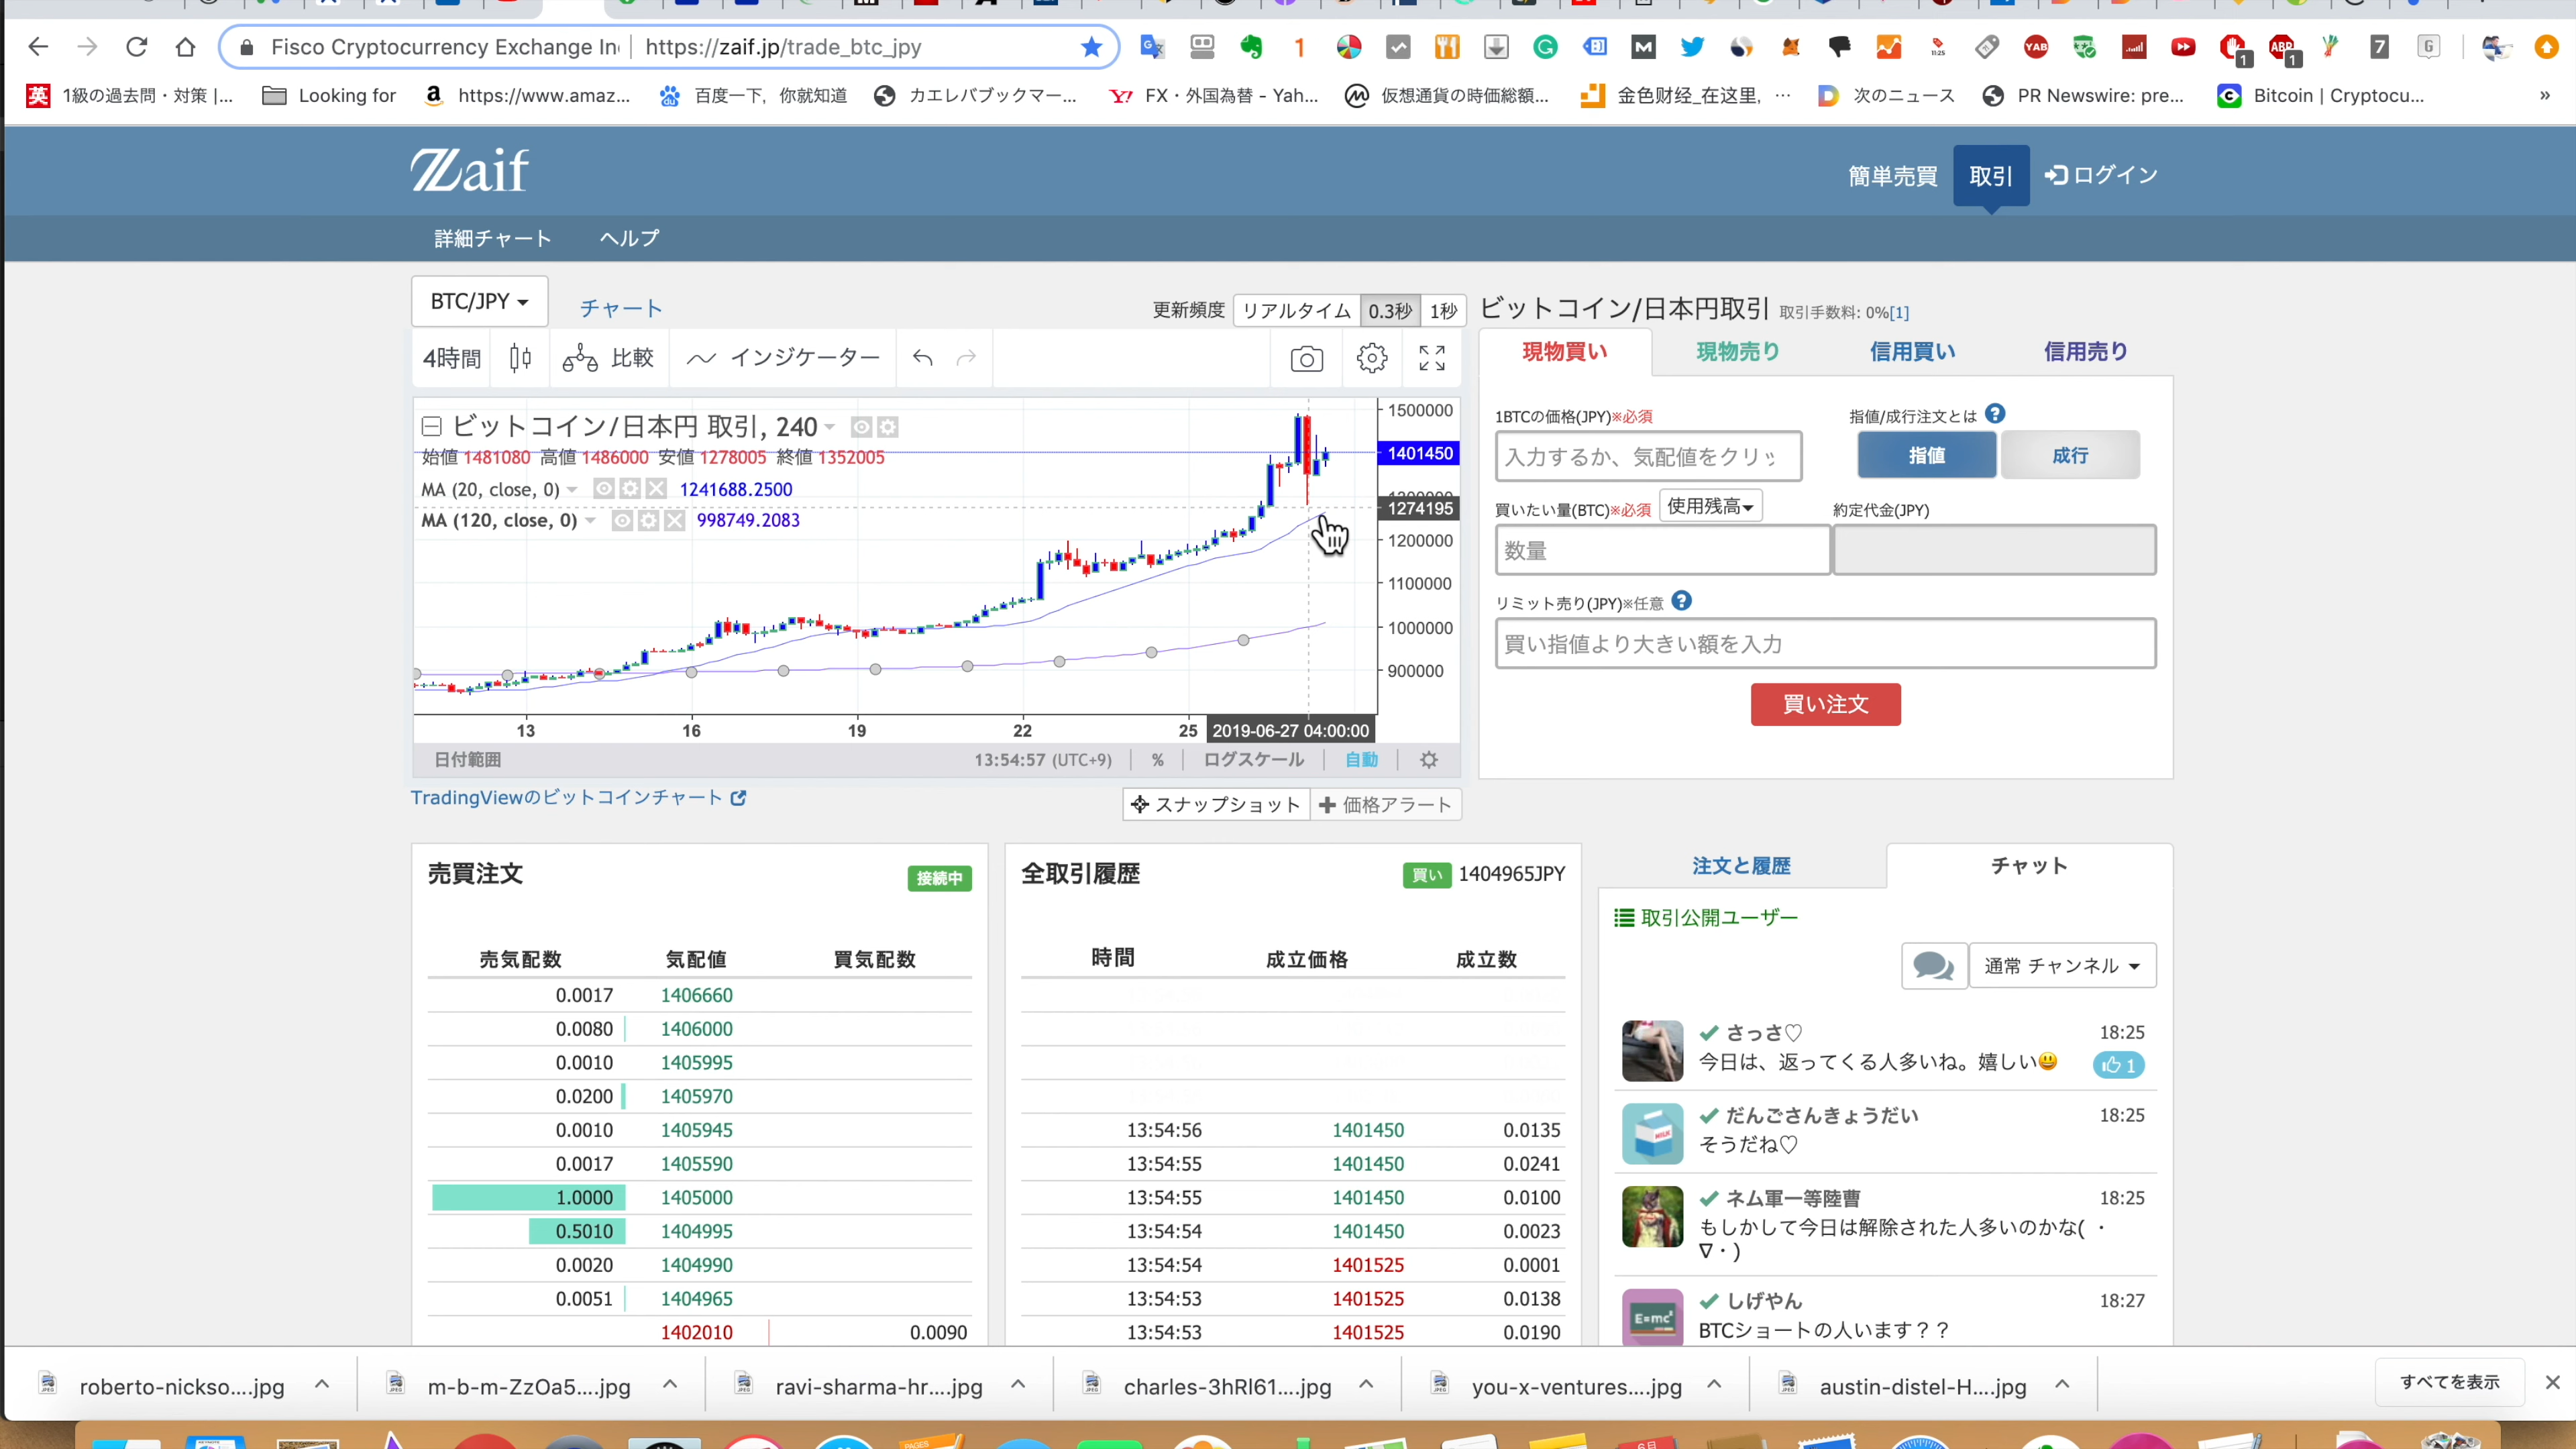 Fisco Cryptocurrency Exchange In
https://zaif.jp/trade_btc_jpy
1級の過去問・対策 |...
Looking for
https://www.amaz...
百度一下,你就知道
カエレバブックマー...
FX・外国為替 - Yah...
仮想通貨の時価総額...
金色财经_在这里, ...
次のニュース
PR Newswire: pre...
Bitcoin | Cryptocu...
»
Zaif
簡単売買
取引
ログイン
詳細チャート
ヘルプ
BTC/JPY
チャート
更新頻度
リアルタイム
0.3秒
1秒
4時間
比較
インジケーター
ビットコイン/日本円 取引, 240
始値 1481080 高値 1486000 安値 1278005 終値 1352005
MA (20, close, 0)
1241688.2500
MA (120, close, 0)
998749.2083
1500000
1401450
1274195
1200000
1100000
1000000
900000
13
16
19
22
25
2019-06-27 04:00:00
日付範囲
13:54:57 (UTC+9)
%
ログスケール
自動
TradingViewのビットコインチャート
スナップショット
価格アラート
ビットコイン/日本円取引 取引手数料: 0%[1]
現物買い
現物売り
信用買い
信用売り
1BTCの価格(JPY)※必須
入力するか、気配値をクリッ
指値/成行注文とは
指値
成行
買いたい量(BTC)※必須
使用残高
約定代金(JPY)
数量
リミット売り(JPY)※任意
買い指値より大きい額を入力
買い注文
売買注文
接続中
売気配数 気配値 買気配数
0.0017 1406660
0.0080 1406000
0.0010 1405995
0.0200 1405970
0.0010 1405945
0.0017 1405590
1.0000 1405000
0.5010 1404995
0.0020 1404990
0.0051 1404965
1402010 0.0090
全取引履歴
買い 1404965JPY
時間 成立価格 成立数
13:54:56 1401450 0.0135
13:54:55 1401450 0.0241
13:54:55 1401450 0.0100
13:54:54 1401450 0.0023
13:54:54 1401525 0.0001
13:54:53 1401525 0.0138
13:54:53 1401525 0.0190
注文と履歴
チャット
取引公開ユーザー
通常 チャンネル
さっさ♡ 18:25
今日は、返ってくる人多いね。嬉しい😃
1
だんごさんきょうだい 18:25
そうだね♡
MILK
ネム軍一等陸曹 18:25
もしかして今日は解除された人多いのかな( ・
∇・)
しげやん 18:27
E=mc²
BTCショートの人います??
roberto-nickso....jpg
m-b-m-ZzOa5....jpg
ravi-sharma-hr....jpg
charles-3hRl61....jpg
you-x-ventures....jpg
austin-distel-H....jpg
すべてを表示
PAGES
6月